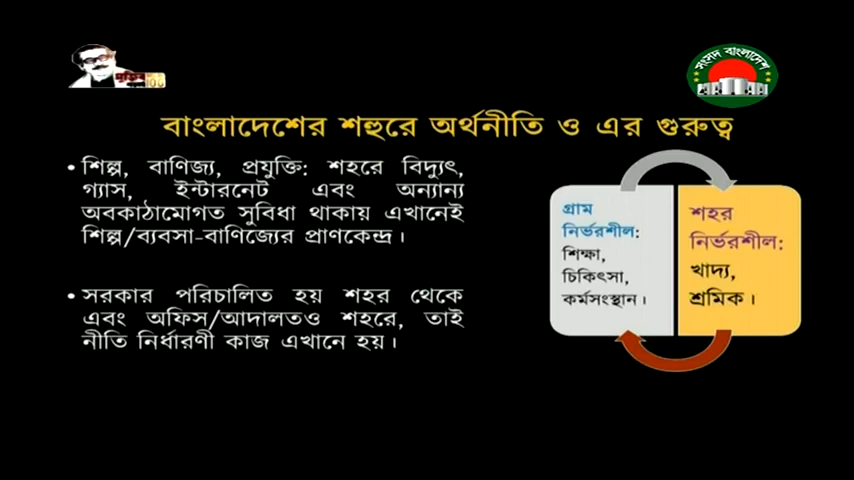 সংসদ বাংলাদেশ
বাংলাদেশের শহুরে অর্থনীতি ও এর গুরুত্ব
• শিল্প, বাণিজ্য, প্রযুক্তি: শহরে বিদ্যুৎ,
গ্যাস, ইন্টারনেট এবং অন্যান্য
অবকাঠামোগত সুবিধা থাকায় এখানেই
শিল্প/ব্যবসা-বাণিজ্যের প্রাণকেন্দ্র।
• সরকার পরিচালিত হয় শহর থেকে
এবং অফিস/আদালতও শহরে, তাই
নীতি নির্ধারণী কাজ এখানে হয়।
গ্রাম
নির্ভরশীল:
শিক্ষা,
চিকিৎসা,
কর্মসংস্থান।
শহর
নির্ভরশীল:
খাদ্য,
শ্রমিক।